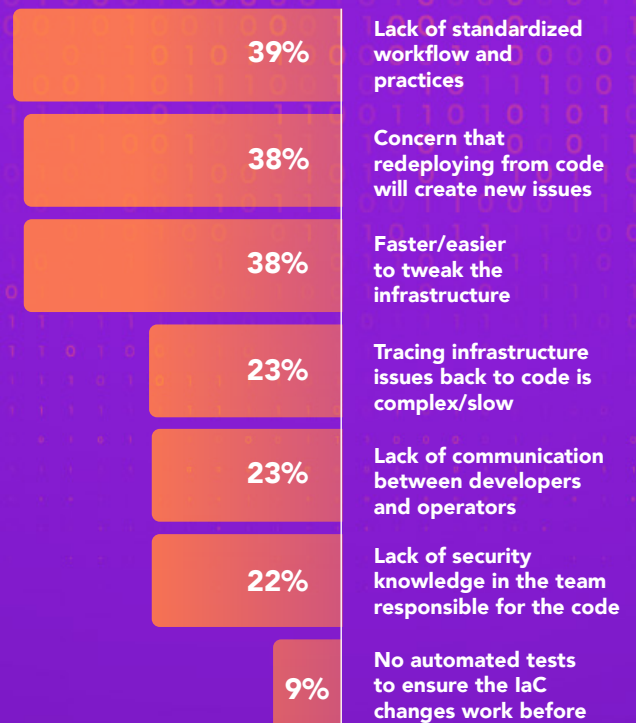 39%
Lack of standardized
workflow and
practices
38%
Concern that
redeploying from code
will create new issues
38%
Faster/easier
to tweak the
infrastructure
23%
Tracing infrastructure
issues back to code is
complex/slow
23%
Lack of communication
between developers
and operators
22%
Lack of security
knowledge in the team
responsible for the code
9%
No automated tests
to ensure the IaC
changes work before